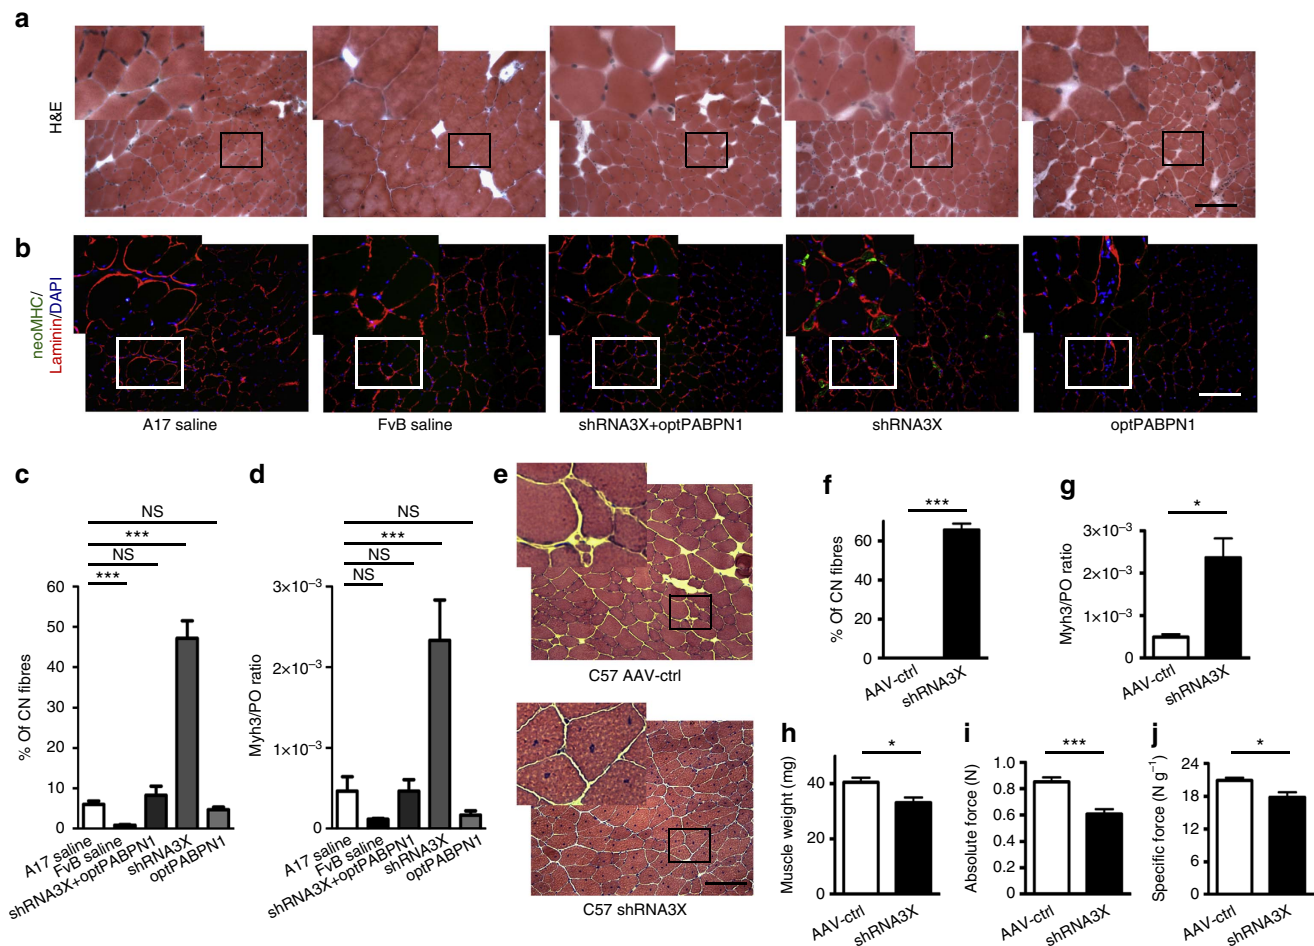 a
H&E
b
neoMHC/
Laminin/DAPI
A17 saline
FvB saline
shRNA3X+optPABPN1
shRNA3X
optPABPN1
c
NS
***
NS
***
% Of CN fibres
60
50
40
30
20
10
0
A17 saline
FvB saline
shRNA3X+optPABPN1
shRNA3X
optPABPN1
d
NS
***
NS
NS
Myh3/PO ratio
3×10⁻³
2×10⁻³
1×10⁻³
0
A17 saline
FvB saline
shRNA3X+optPABPN1
shRNA3X
optPABPN1
e
C57 AAV-ctrl
C57 shRNA3X
f
***
% Of CN fibres
60
40
20
0
AAV-ctrl
shRNA3X
g
*
Myh3/PO ratio
3×10⁻³
2×10⁻³
1×10⁻³
0
AAV-ctrl
shRNA3X
h
*
Muscle weight (mg)
40
20
0
AAV-ctrl
shRNA3X
i
***
Absolute force (N)
1.0
0.8
0.6
0.4
0.2
0
AAV-ctrl
shRNA3X
j
*
Specific force (N g⁻¹)
24
18
12
6
0
AAV-ctrl
shRNA3X